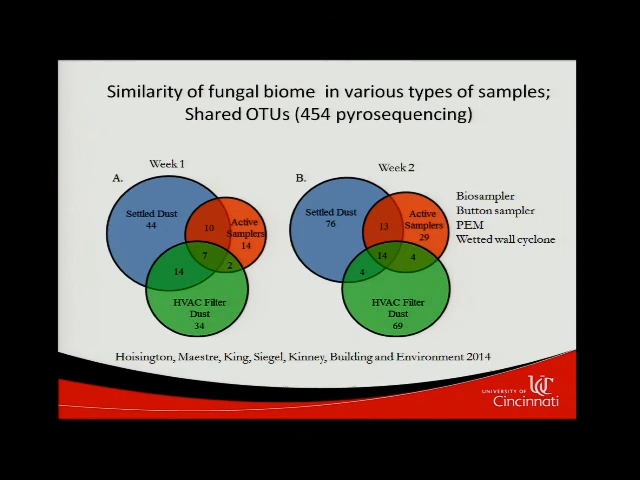 Similarity of fungal biome in various types of samples;
Shared OTUs (454 pyrosequencing)
Week 1
A.
Settled Dust
44
10
Active
Samplers
14
7
2
14
HVAC Filter
Dust
34
Week 2
B.
Settled Dust
76
13
Active
Samplers
29
14
4
4
HVAC Filter
Dust
69
Biosampler
Button sampler
PEM
Wetted wall cyclone
Hoisington, Maestre, King, Siegel, Kinney, Building and Environment 2014
UNIVERSITY OF
UC
Cincinnati